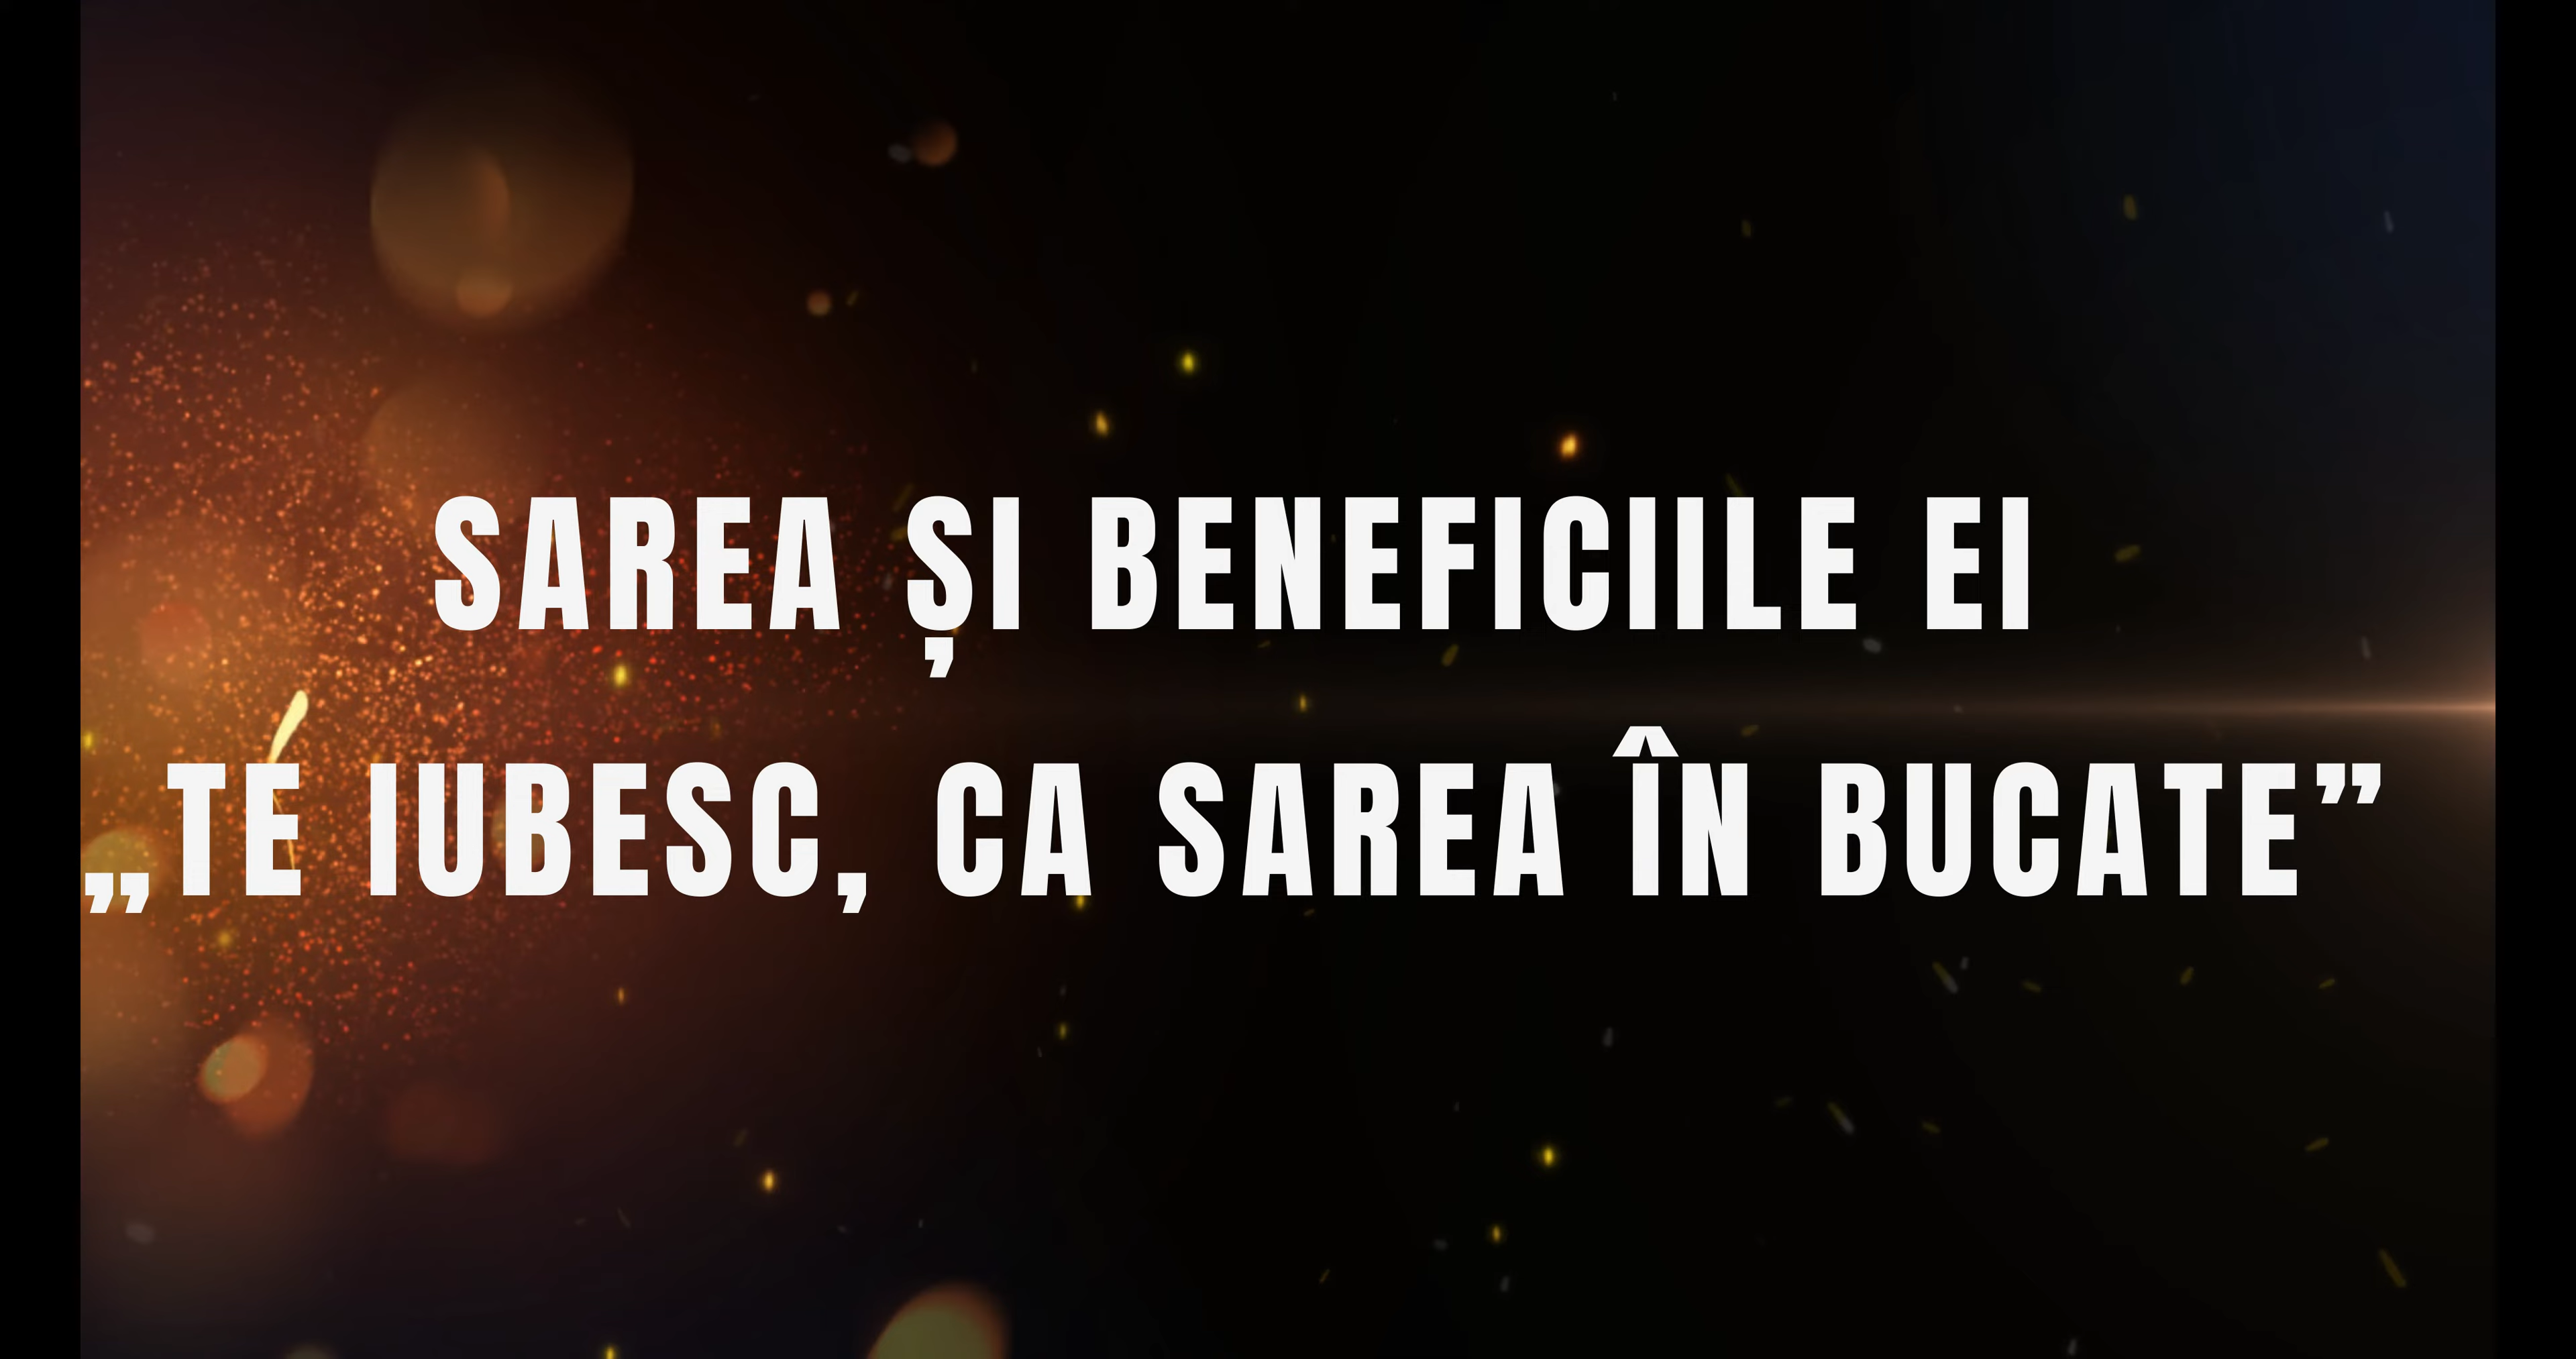 SAREA ȘI BENEFICIILE EI
„TE IUBESC, CA SAREA ÎN BUCATE”